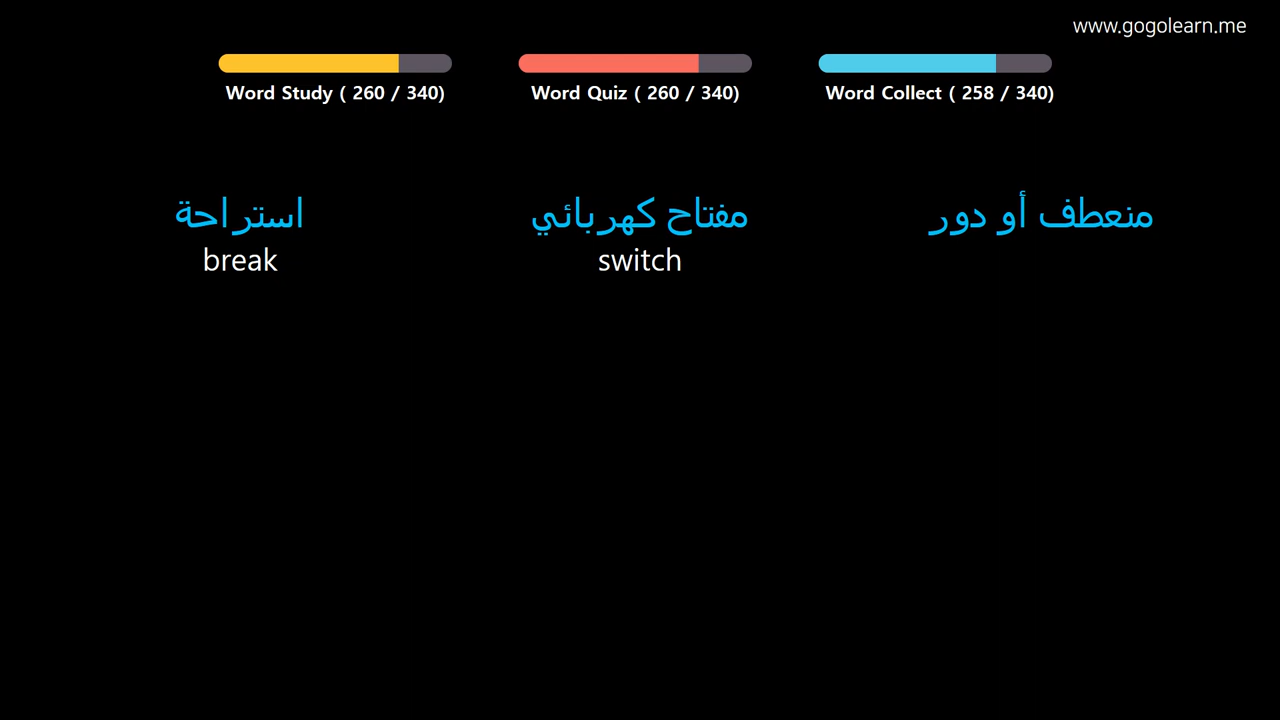 www.gogolearn.me
Word Study ( 260 / 340)
Word Quiz ( 260 / 340)
Word Collect ( 258 / 340)
استراحة
break
مفتاح كهربائي
switch
منعطف أو دور